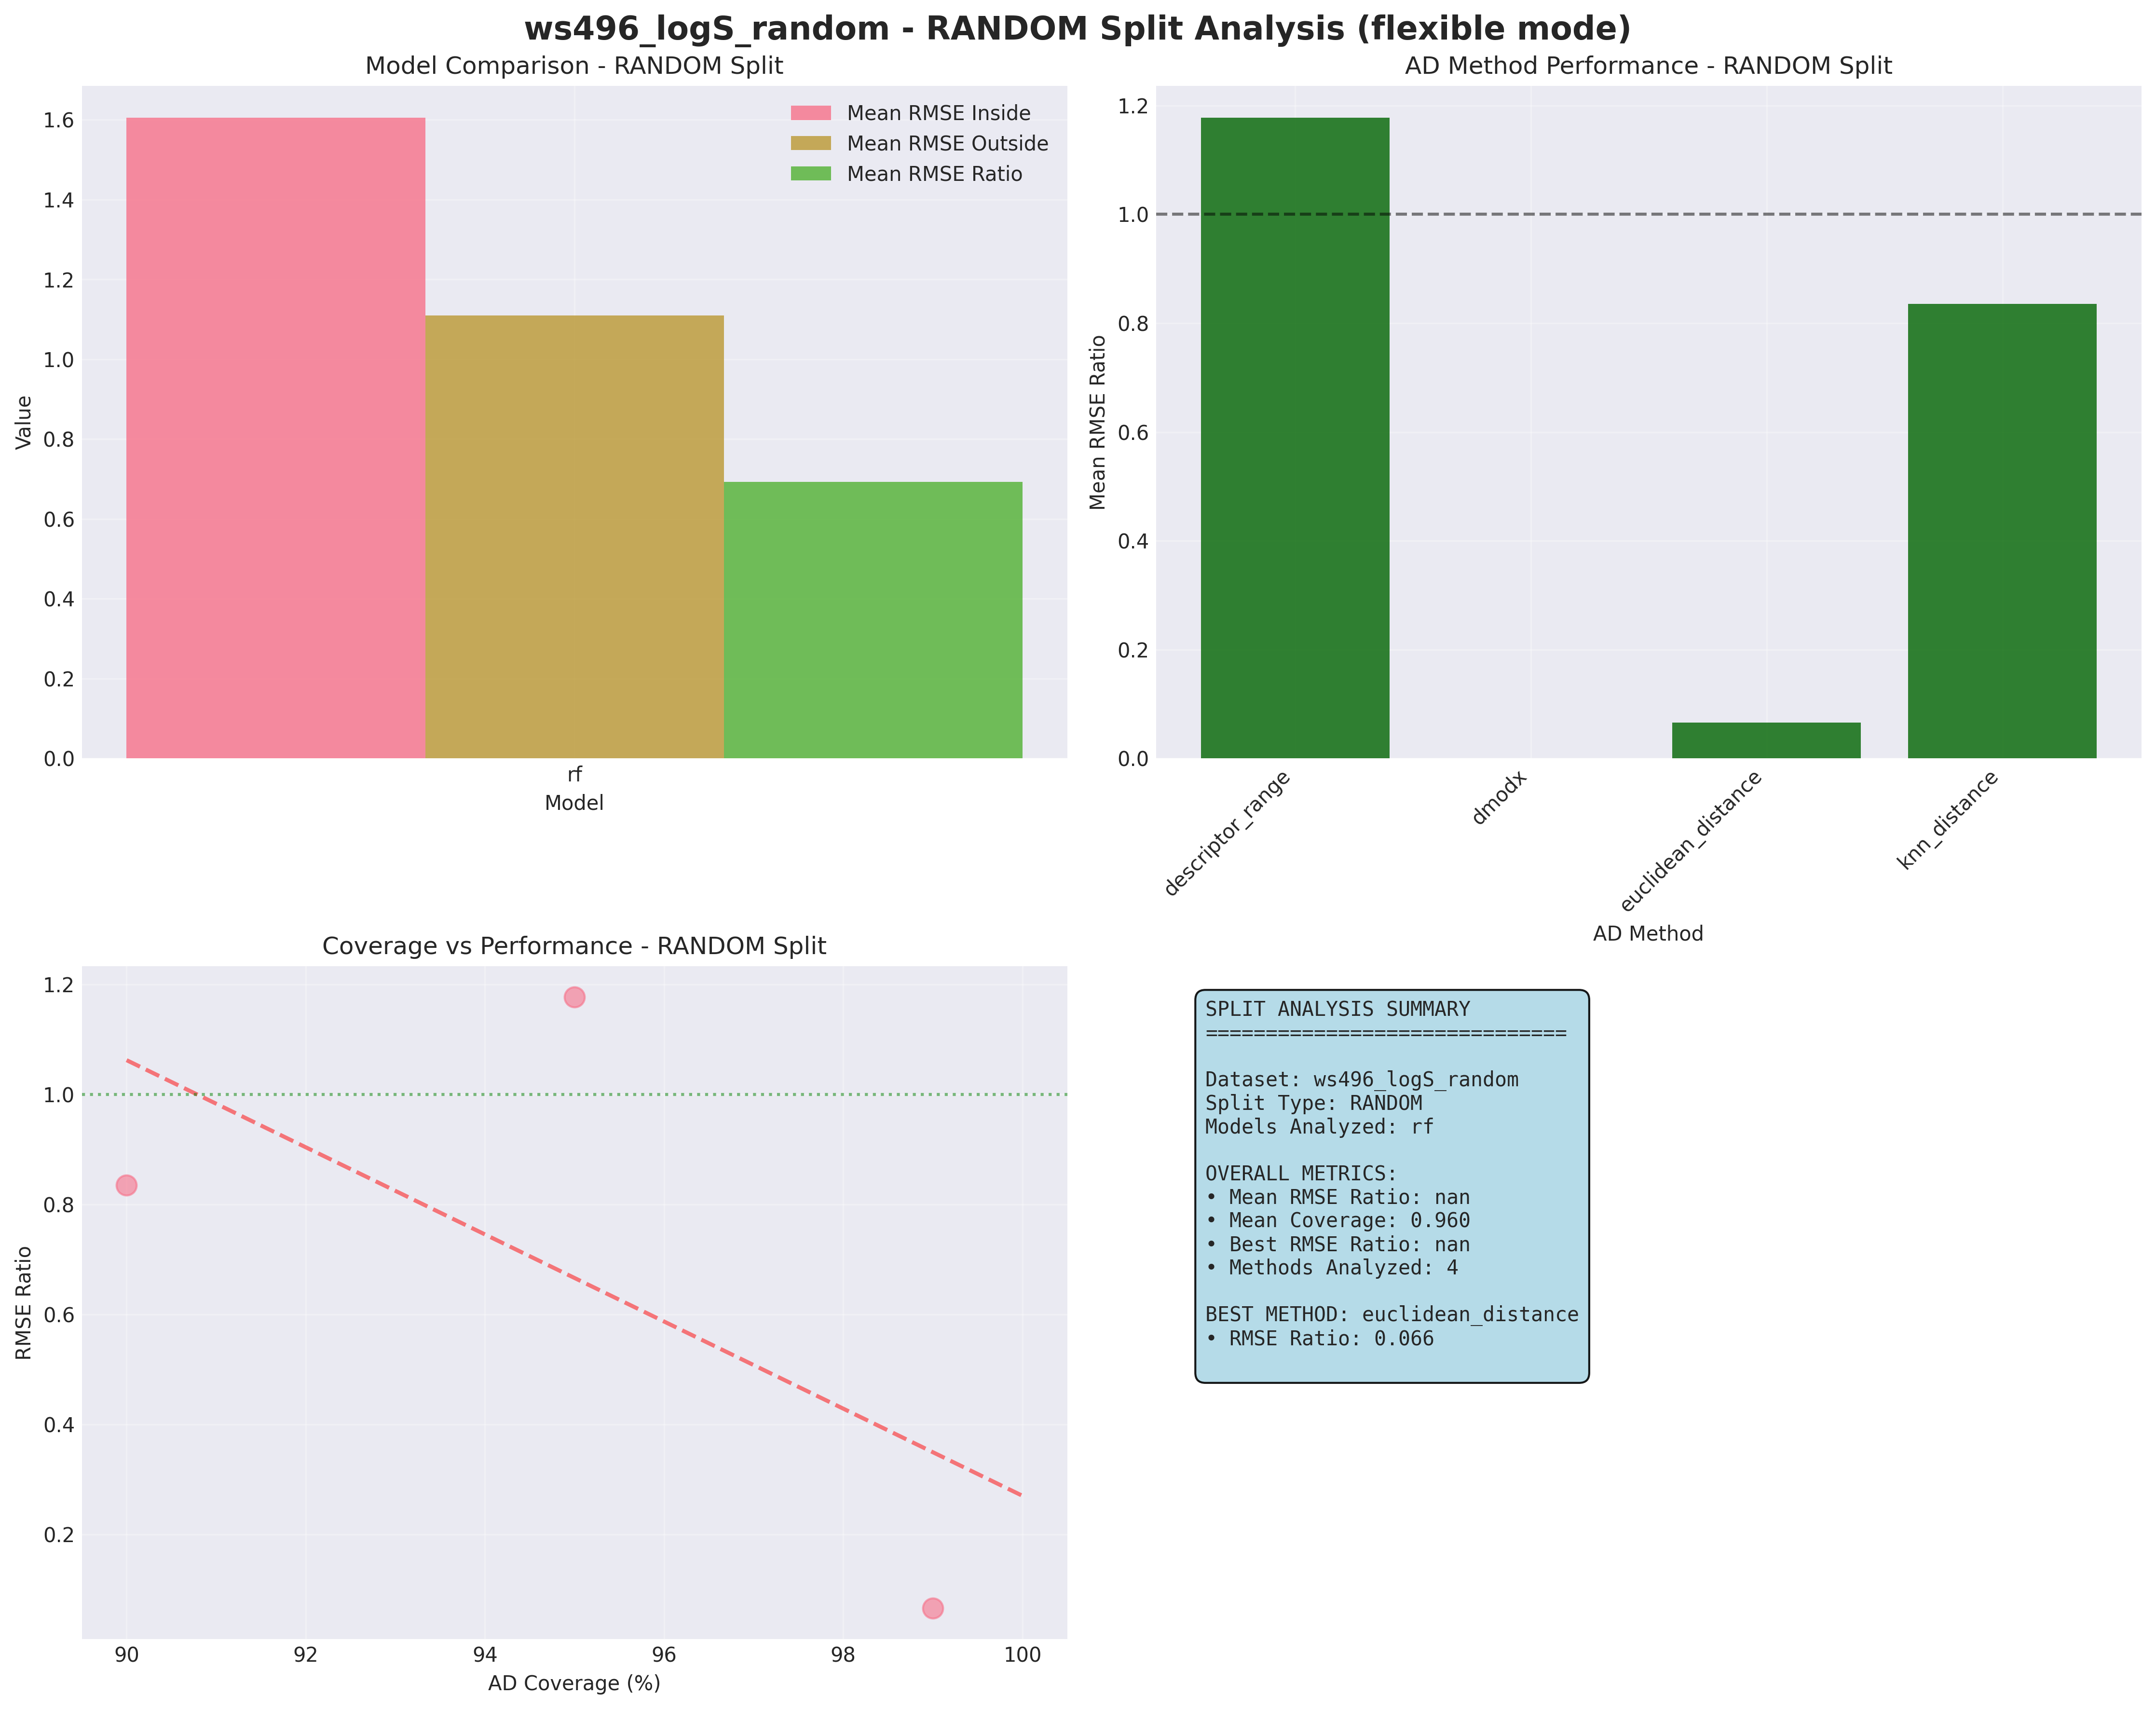 ws496_logS_random - RANDOM Split Analysis (flexible mode)
Model Comparison - RANDOM Split
Mean RMSE Inside
Mean RMSE Outside
Mean RMSE Ratio
1.6
1.4
1.2
1.0
0.8
0.6
0.4
0.2
0.0
Value
rf
Model
AD Method Performance - RANDOM Split
1.2
1.0
0.8
0.6
0.4
0.2
0.0
Mean RMSE Ratio
descriptor_range
dmodx
euclidean_distance
knn_distance
AD Method
Coverage vs Performance - RANDOM Split
1.2
1.0
0.8
0.6
0.4
0.2
RMSE Ratio
90
92
94
96
98
100
AD Coverage (%)
SPLIT ANALYSIS SUMMARY
==============================
Dataset: ws496_logS_random
Split Type: RANDOM
Models Analyzed: rf
OVERALL METRICS:
• Mean RMSE Ratio: nan
• Mean Coverage: 0.960
• Best RMSE Ratio: nan
• Methods Analyzed: 4
BEST METHOD: euclidean_distance
• RMSE Ratio: 0.066